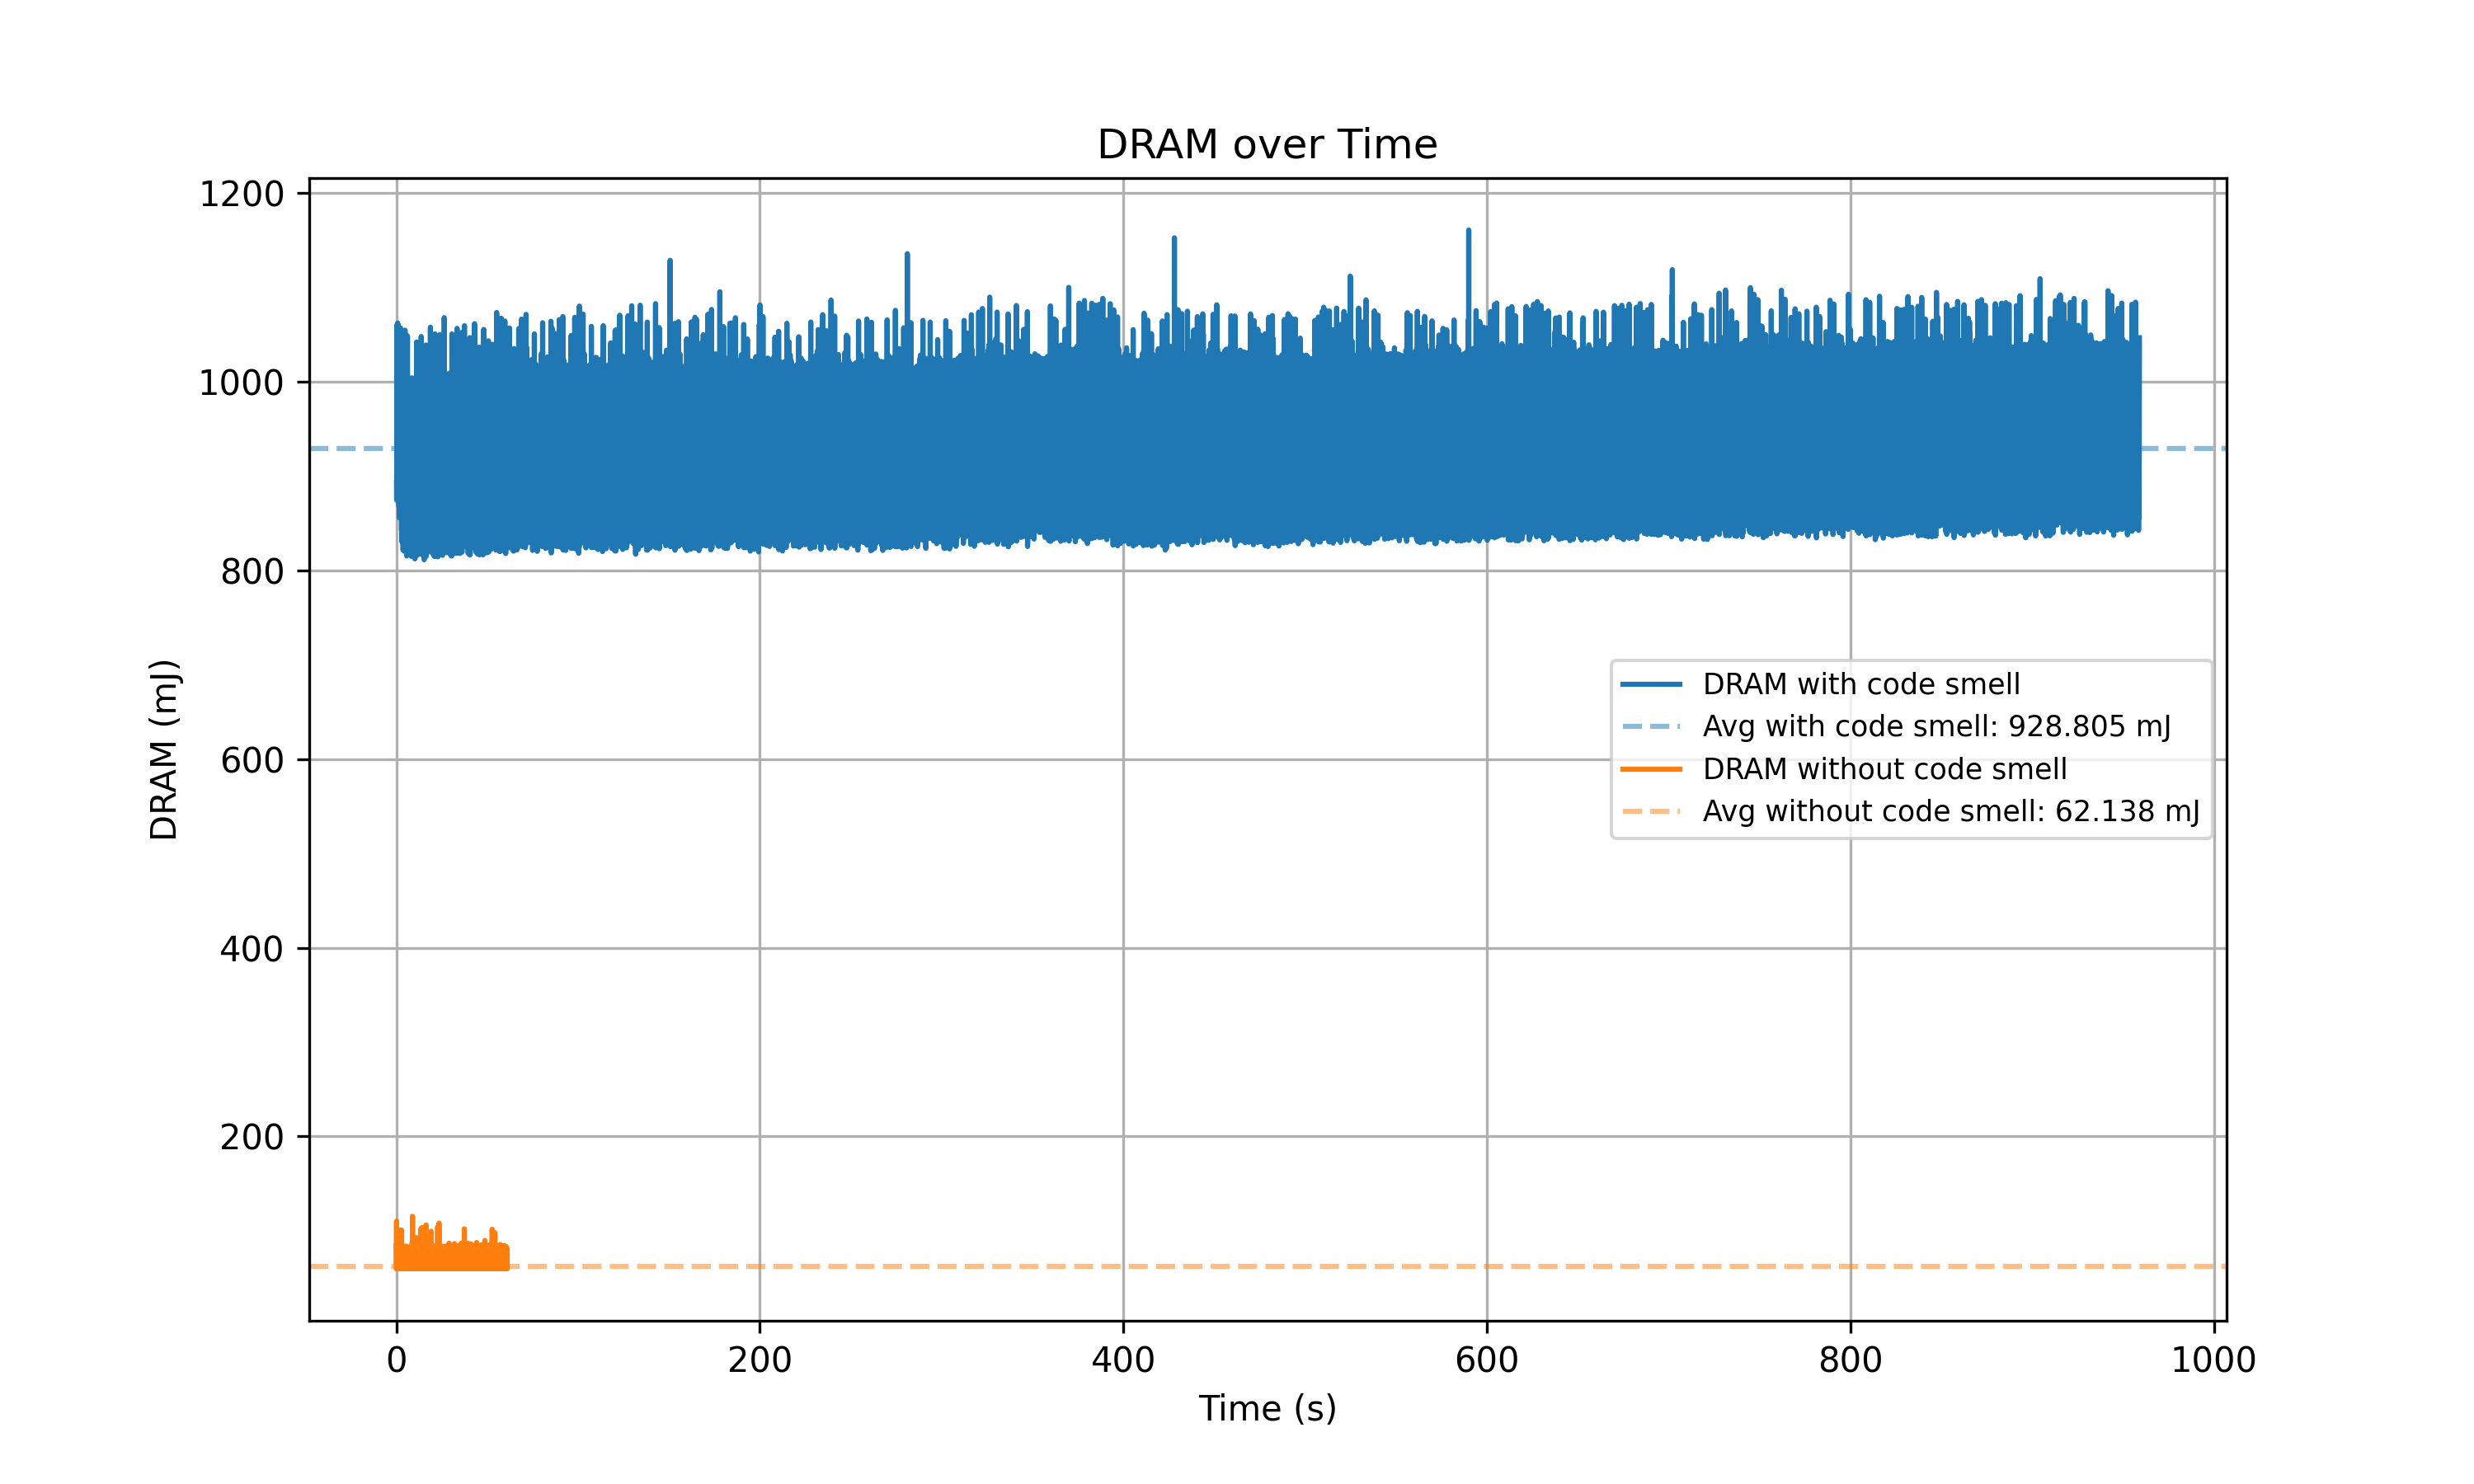 DRAM over Time
1200
1000
800
600
400
200
DRAM (mJ)
DRAM with code smell
Avg with code smell: 928.805 mJ
DRAM without code smell
Avg without code smell: 62.138 mJ
0 200 400 600 800 1000
Time (s)